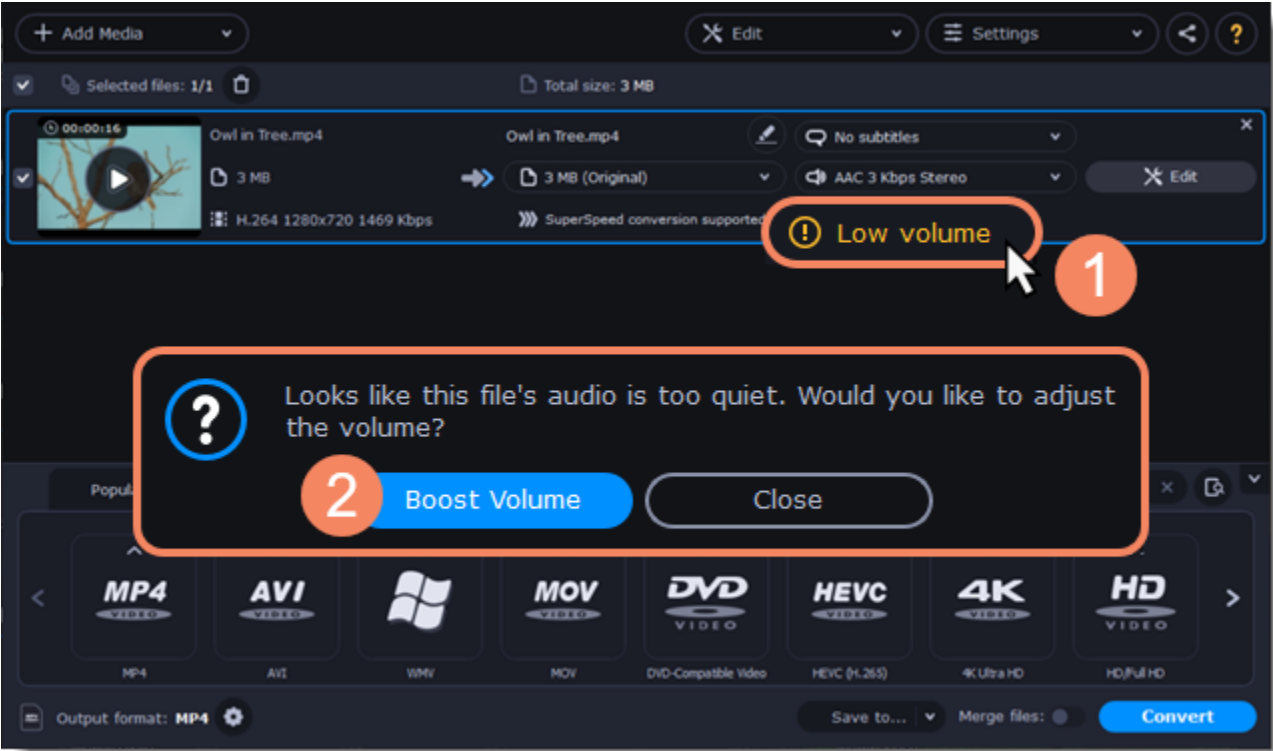 Add Media
Edit
Settings
?
Selected files: 1/1
Total size: 3 MB
00:00:16
Owl in Tree.mp4
Owl in Tree.mp4
No subtitles
3 MB
3 MB (Original)
AAC 3 Kbps Stereo
Edit
H.264 1280x720 1469 Kbps
SuperSpeed conversion supported
Low volume
1
Looks like this file's audio is too quiet. Would you like to adjust
the volume?
?
2
Boost Volume
Close
MP4
VIDEO
AVI
VIDEO
MOV
VIDEO
DVD
VIDEO
HEVC
VIDEO
4K
VIDEO
HD
VIDEO
MP4
AVI
WMV
MOV
DVD-Compatible Video
HEVC (H.265)
4K Ultra HD
HD/Full HD
Output format: MP4
Save to...
Merge files:
Convert